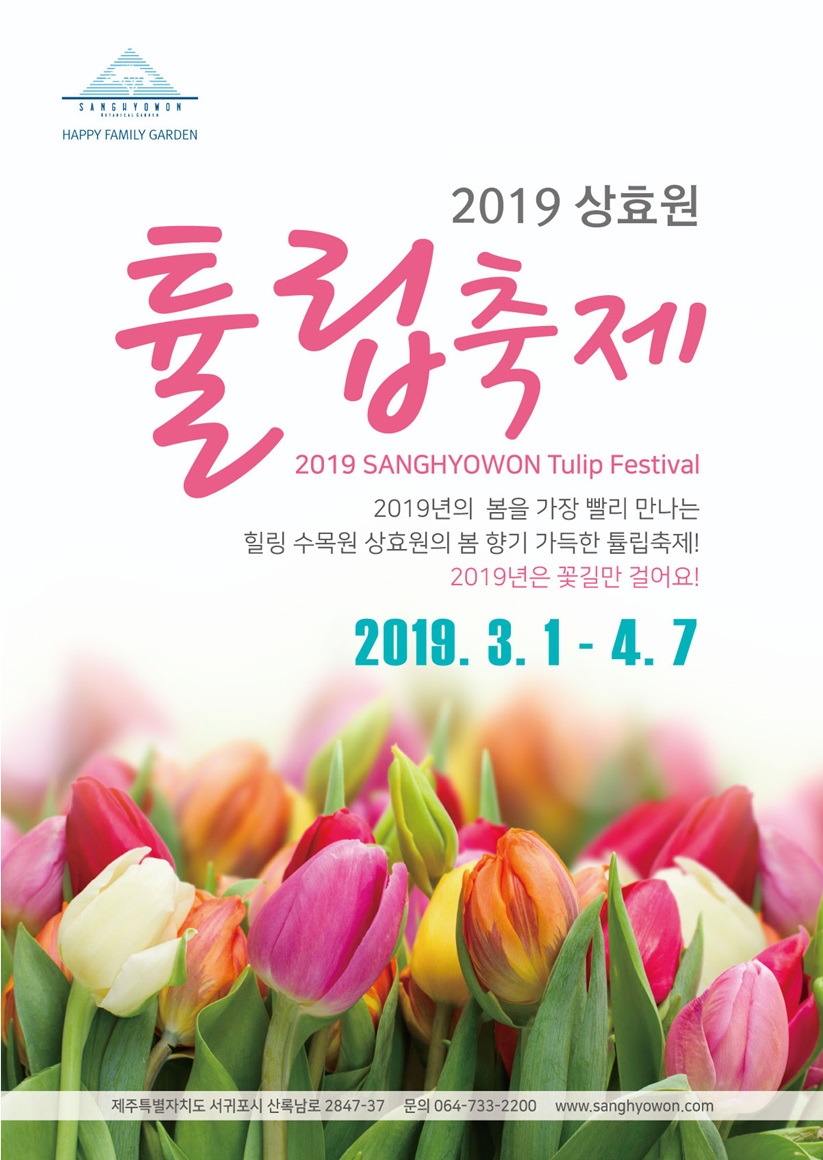 SANGHYOWON
BOTANICAL GARDEN
HAPPY FAMILY GARDEN
2019 상효원
튤립축제
2019 SANGHYOWON Tulip Festival
2019년의 봄을 가장 빨리 만나는
힐링 수목원 상효원의 봄 향기 가득한 튤립축제!
2019년은 꽃길만 걸어요!
2019. 3. 1 - 4. 7
제주특별자치도 서귀포시 산록남로 2847-37 문의 064-733-2200 www.sanghyowon.com